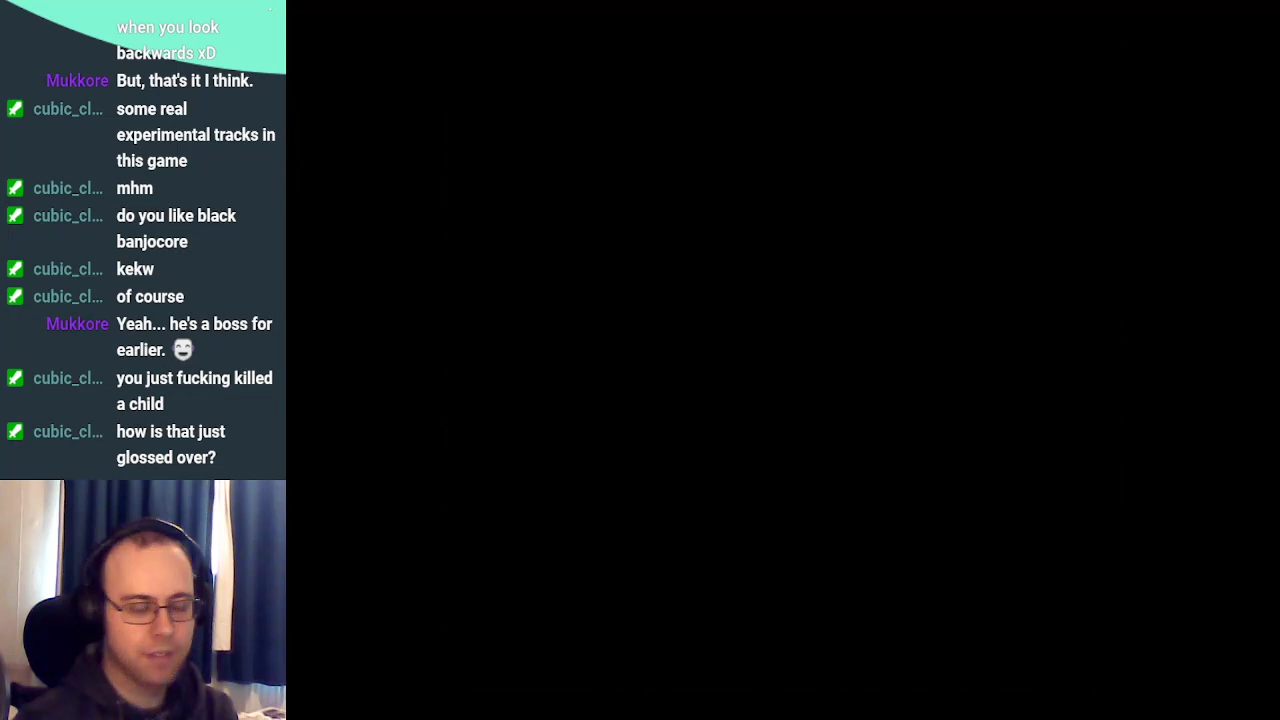 when you look
backwards xD
Mukkore But, that's it I think.
cubic_cl... some real
experimental tracks in
this game
cubic_cl... mhm
cubic_cl... do you like black
banjocore
cubic_cl... kekw
cubic_cl... of course
Mukkore Yeah... he's a boss for
earlier.
cubic_cl... you just fucking killed
a child
cubic_cl... how is that just
glossed over?